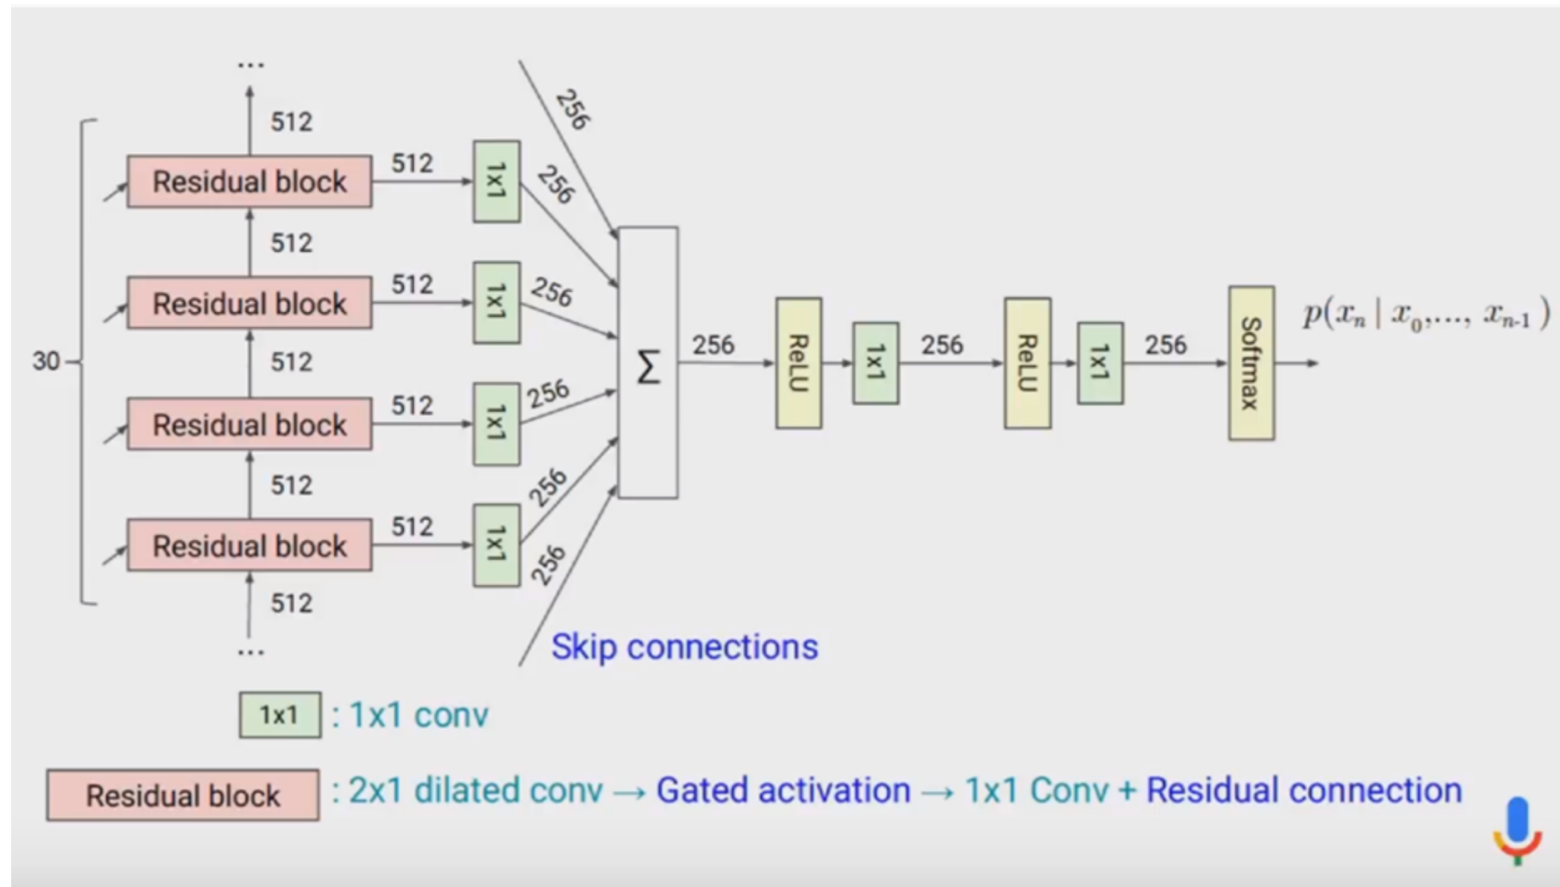 ...
512
256
Residual block
512
1x1
256
512
Residual block
512
1x1
256
30
512
Residual block
512
1x1
256
512
Residual block
512
1x1
256
512
256
...
Σ
256
ReLU
1x1
256
ReLU
1x1
256
Softmax
p(xₙ | x₀,..., xₙ₋₁)
Skip connections
1x1 : 1x1 conv
Residual block : 2x1 dilated conv → Gated activation → 1x1 Conv + Residual connection